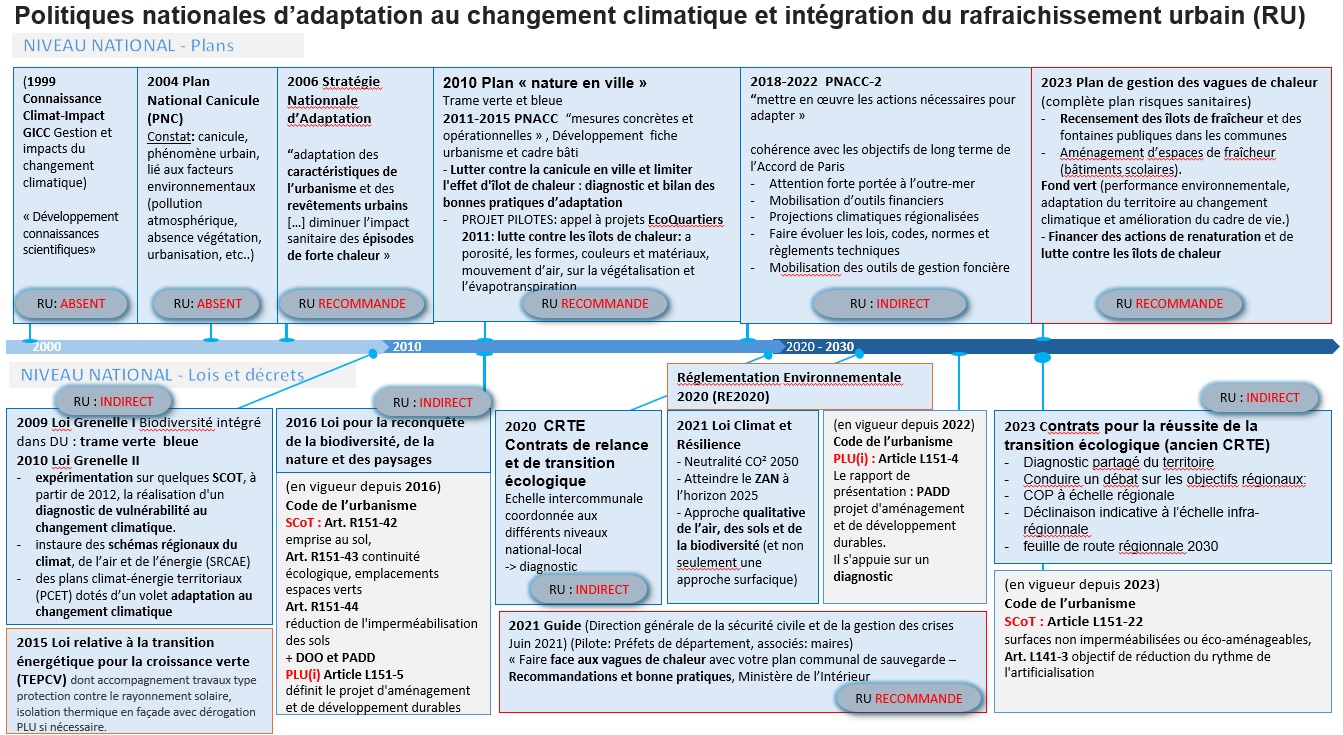 Politiques nationales d’adaptation au changement climatique et intégration du rafraichissement urbain (RU)
NIVEAU NATIONAL - Plans
(1999
Connaissance
Climat-Impact
GICC Gestion et
impacts du
changement
climatique)
« Développement
connaissances
scientifiques»
RU: ABSENT
2004 Plan
National Canicule
(PNC)
Constat: canicule,
phénomène urbain,
lié aux facteurs
environnementaux
(pollution
atmosphérique,
absence végétation,
urbanisation, etc..)
RU: ABSENT
2006 Stratégie
Nationnale
d’Adaptation
“adaptation des
caractéristiques de
l’urbanisme et des
revêtements urbains
[...] diminuer l’impact
sanitaire des épisodes
de forte chaleur »
RU RECOMMANDE
2010 Plan « nature en ville »
Trame verte et bleue
2011-2015 PNACC “mesures concrètes et
opérationnelles » , Développement fiche
urbanisme et cadre bâti
- Lutter contre la canicule en ville et limiter
l'effet d'îlot de chaleur : diagnostic et bilan des
bonnes pratiques d’adaptation
- PROJET PILOTES: appel à projets EcoQuartiers
2011: lutte contre les îlots de chaleur: a
porosité, les formes, couleurs et matériaux,
mouvement d’air, sur la végétalisation et
l’évapotranspiration
RU RECOMMANDE
2018-2022 PNACC-2
“mettre en œuvre les actions nécessaires pour
adapter »
cohérence avec les objectifs de long terme de
l’Accord de Paris
- Attention forte portée à l’outre-mer
- Mobilisation d’outils financiers
- Projections climatiques régionalisées
- Faire évoluer les lois, codes, normes et
règlements techniques
- Mobilisation des outils de gestion foncière
RU : INDIRECT
2023 Plan de gestion des vagues de chaleur
(complète plan risques sanitaires)
- Recensement des îlots de fraîcheur et des
fontaines publiques dans les communes
- Aménagement d’espaces de fraîcheur
(bâtiments scolaires).
Fond vert (performance environnementale,
adaptation du territoire au changement
climatique et amélioration du cadre de vie.)
- Financer des actions de renaturation et de
lutte contre les îlots de chaleur
RU RECOMMANDE
2000
2010
2020 - 2030
NIVEAU NATIONAL - Lois et décrets
RU : INDIRECT
2009 Loi Grenelle I Biodiversité intégré
dans DU : trame verte bleue
2010 Loi Grenelle II
- expérimentation sur quelques SCOT, à
partir de 2012, la réalisation d'un
diagnostic de vulnérabilité au
changement climatique.
- instaure des schémas régionaux du
climat, de l’air et de l’énergie (SRCAE)
- des plans climat-énergie territoriaux
(PCET) dotés d’un volet adaptation au
changement climatique
2015 Loi relative à la transition
énergétique pour la croissance verte
(TEPCV) dont accompagnement travaux type
protection contre le rayonnement solaire,
isolation thermique en façade avec dérogation
PLU si nécessaire.
RU : INDIRECT
2016 Loi pour la reconquête
de la biodiversité, de la
nature et des paysages
(en vigueur depuis 2016)
Code de l’urbanisme
SCoT : Art. R151-42
emprise au sol,
Art. R151-43 continuité
écologique, emplacements
espaces verts
Art. R151-44
réduction de l'imperméabilisation
des sols
+ DOO et PADD
PLU(i) Article L151-5
définit le projet d'aménagement
et de développement durables
2020 CRTE
Contrats de relance
et de transition
écologique
Echelle intercommunale
coordonnée aux
différents niveaux
national-local
-> diagnostic
RU : INDIRECT
Réglementation Environnementale
2020 (RE2020)
2021 Loi Climat et
Résilience
- Neutralité CO² 2050
- Atteindre le ZAN à
l’horizon 2025
- Approche qualitative
de l’air, des sols et de
la biodiversité (et non
seulement une
approche surfacique)
(en vigueur depuis 2022)
Code de l’urbanisme
PLU(i) : Article L151-4
Le rapport de
présentation : PADD
projet d'aménagement
et de développement
durables.
Il s'appuie sur un
diagnostic
2021 Guide (Direction générale de la sécurité civile et de la gestion des crises
Juin 2021) (Pilote: Préfets de département, associés: maires)
« Faire face aux vagues de chaleur avec votre plan communal de sauvegarde –
Recommandations et bonne pratiques, Ministère de l’Intérieur
RU RECOMMANDE
RU : INDIRECT
2023 Contrats pour la réussite de la
transition écologique (ancien CRTE)
- Diagnostic partagé du territoire
- Conduire un débat sur les objectifs régionaux:
- COP à échelle régionale
- Déclinaison indicative à l’échelle infra-
régionnale
- feuille de route régionnale 2030
(en vigueur depuis 2023)
Code de l’urbanisme
SCoT : Article L151-22
surfaces non imperméabilisées ou éco-aménageables,
Art. L141-3 objectif de réduction du rythme de
l'artificialisation